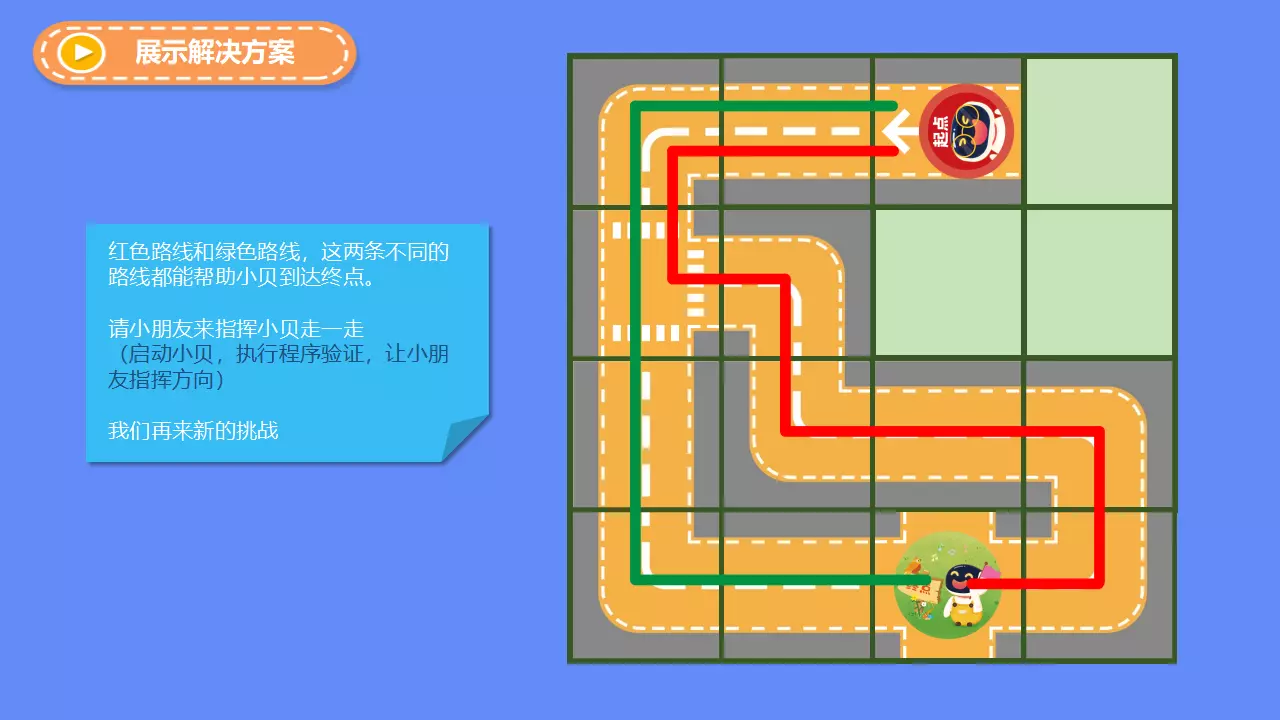 展示解决方案
起点
红色路线和绿色路线，这两条不同的
路线都能帮助小贝到达终点。
请小朋友来指挥小贝走一走
（启动小贝，执行程序验证，让小朋
友指挥方向）
我们再来新的挑战